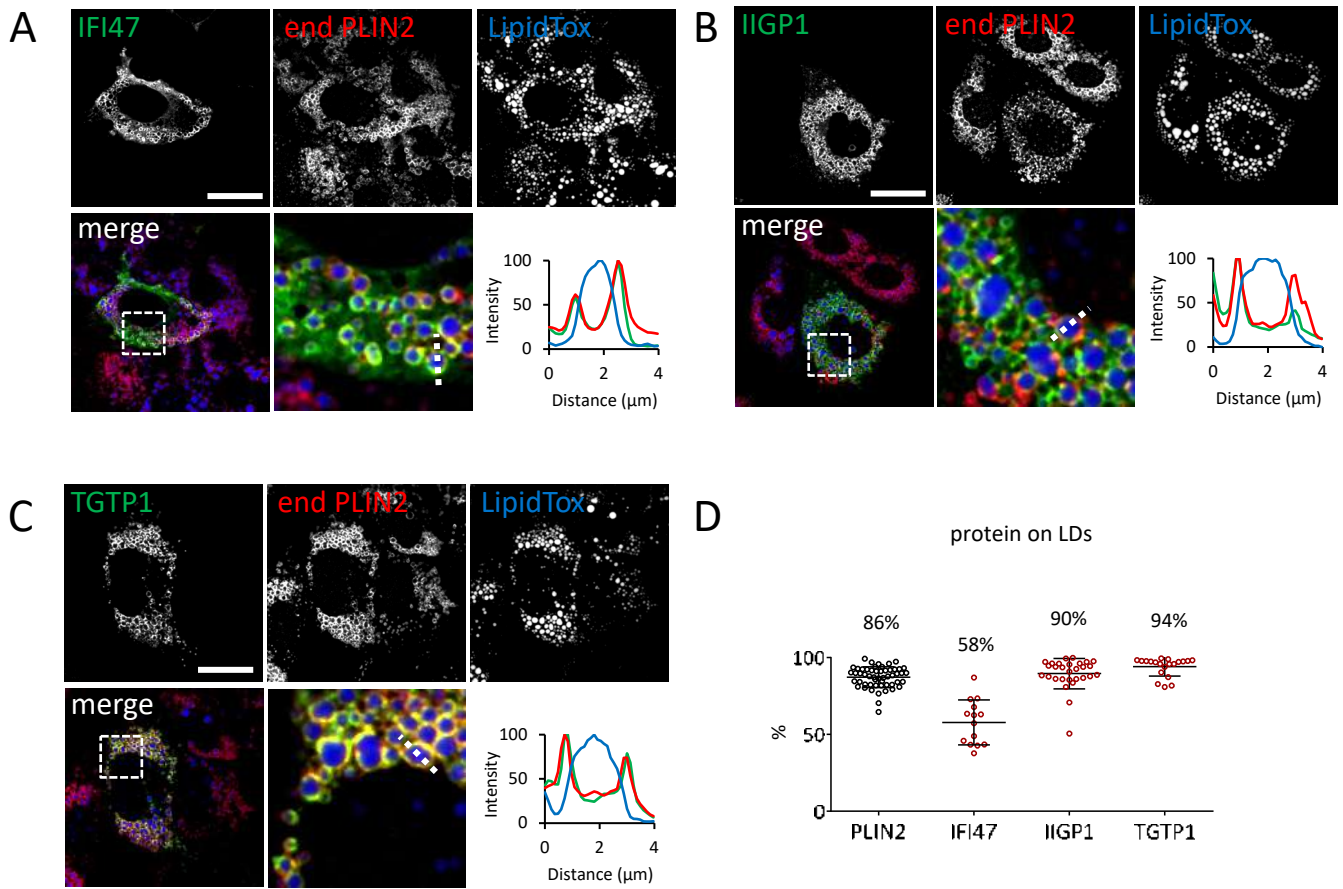 A
IFI47
end PLIN2
LipidTox
merge
Intensity
100
50
0
0
2
4
Distance (µm)
B
IIGP1
end PLIN2
LipidTox
merge
Intensity
100
50
0
0
2
4
Distance (µm)
C
TGTP1
end PLIN2
LipidTox
merge
Intensity
100
50
0
0
2
4
Distance (µm)
D
protein on LDs
86%
58%
90%
94%
%
100
50
0
PLIN2
IFI47
IIGP1
TGTP1